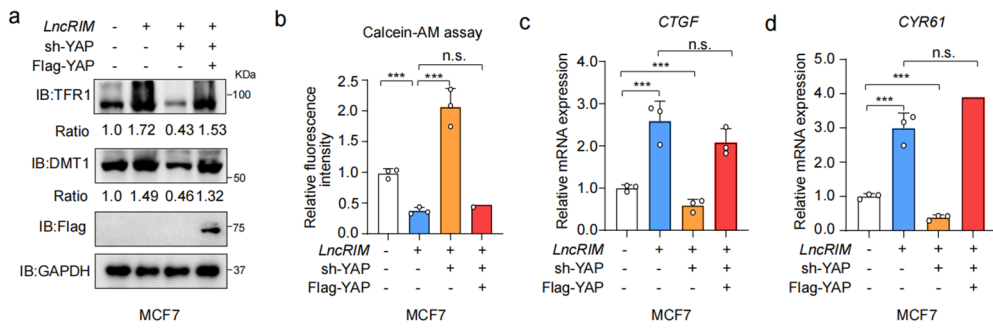 a
LncRIM - + + +
sh-YAP - - + +
Flag-YAP - - - +
KDa
IB:TFR1
100
Ratio 1.0 1.72 0.43 1.53
IB:DMT1
50
Ratio 1.0 1.49 0.46 1.32
IB:Flag
75
IB:GAPDH
37
MCF7
b
Calcein-AM assay
Relative fluorescence
intensity
2.5
2.0
1.5
1.0
0.5
0.0
***
***
n.s.
LncRIM - + + +
sh-YAP - - + +
Flag-YAP - - - +
MCF7
c
CTGF
Relative mRNA expression
4.0
3.0
2.0
1.0
0.0
***
***
n.s.
LncRIM - + + +
sh-YAP - - + +
Flag-YAP - - - +
MCF7
d
CYR61
Relative mRNA expression
5.0
4.0
3.0
2.0
1.0
0.0
***
***
n.s.
LncRIM - + + +
sh-YAP - - + +
Flag-YAP - - - +
MCF7